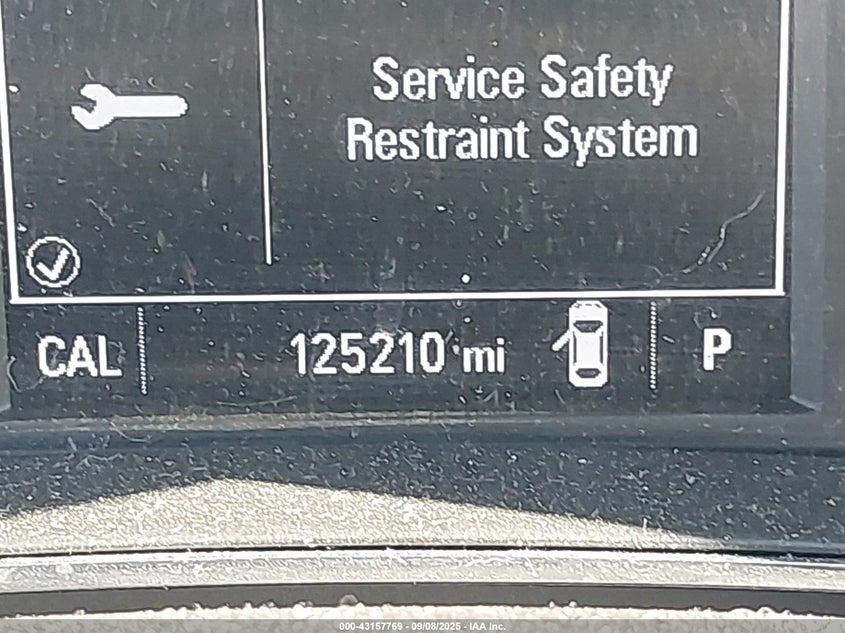 Service Safety
Restraint System
CAL 125210 mi P
000-43157769 - 09/08/2025 - IAA Inc.